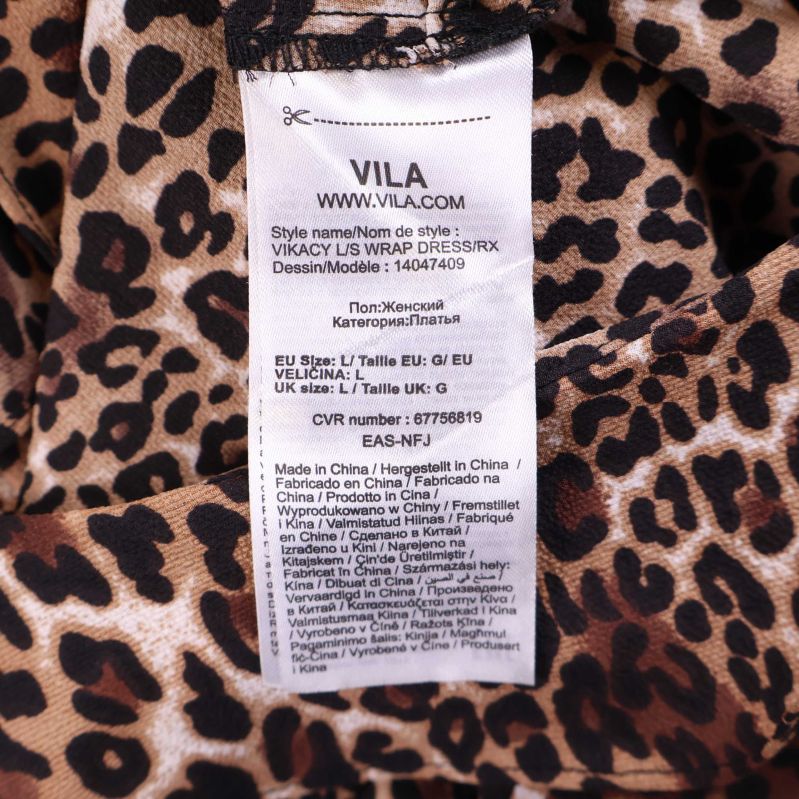 VILA
WWW.VILA.COM
Style name/Nom de style :
VIKACY L/S WRAP DRESS/RX
Dessin/Modèle : 14047409
Пол:Женский
Категория:Платья
EU Size: L/ Taille EU: G/ EU
VELIČINA: L
UK size: L / Taille UK: G
CVR number : 67756819
EAS-NFJ
Made in China / Hergestellt in China /
Fabricado en China / Fabricado na
China / Prodotto in Cina /
Wyprodukowano w Chiny / Fremstillet
i Kina / Valmistatud Hiinas / Fabriqué
en Chine / Сделано в Китай /
Izrađeno u Kini / Narejeno na
Kitajskem / Çin'de Üretilmiştir /
Fabricat în China / Származási hely:
Kína / Dibuat di Cina / صنع في الصين /
Vervaardigd in China / Произведено
в Китай / Κατασκευάζεται στην Κίνα /
Valmistusmaa Kiina / Tillverkad i Kina
/ Vyrobeno v Číně / Ražots Ķīna /
Pagaminimo šalis: Kinija / Maghmul
fiċ-Ċina / Vyrobené v Číne / Produsert
i Kina